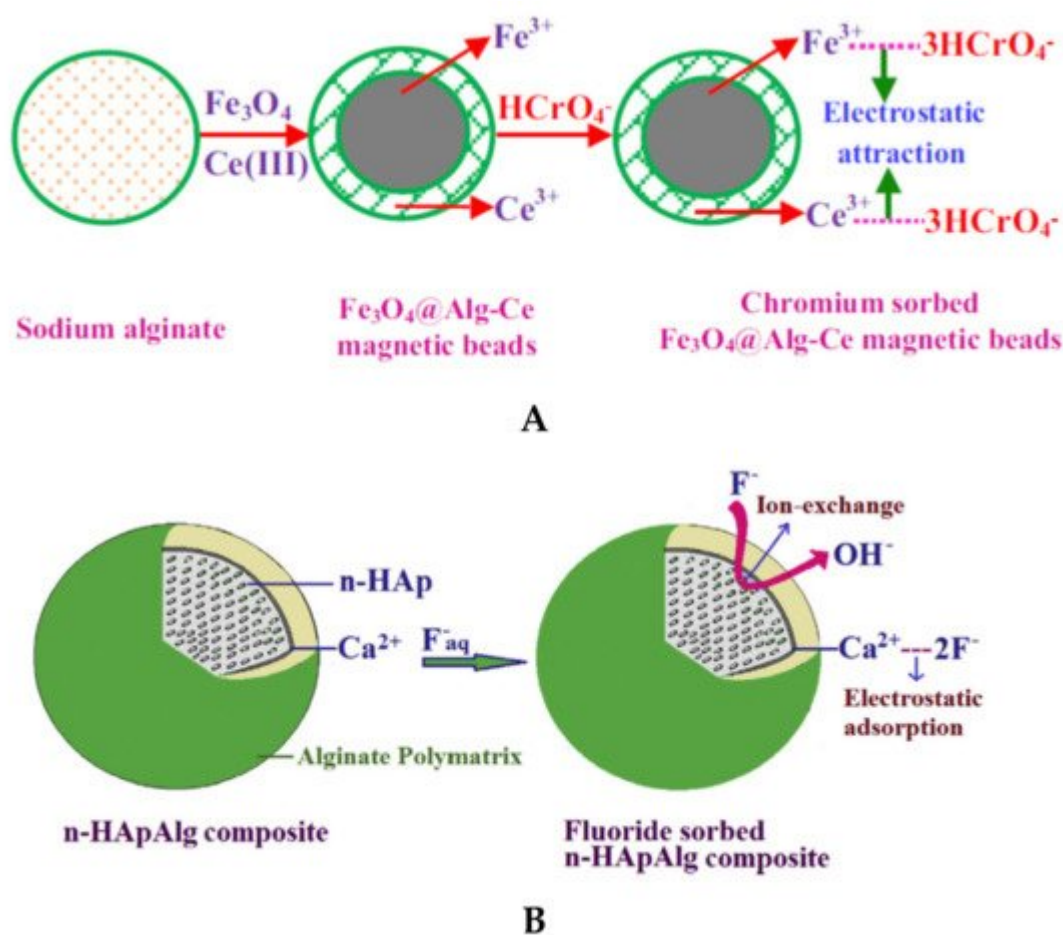 Fe³⁺
Fe³⁺
3HCrO₄⁻
Fe₃O₄
HCrO₄⁻
Electrostatic
attraction
Ce(III)
Ce³⁺
Ce³⁺
3HCrO₄⁻
Sodium alginate
Fe₃O₄@Alg-Ce
magnetic beads
Chromium sorbed
Fe₃O₄@Alg-Ce magnetic beads
A
F⁻
Ion-exchange
OH⁻
n-HAp
Ca²⁺
F⁻aq
Ca²⁺---2F⁻
Electrostatic
adsorption
Alginate Polymatrix
n-HApAlg composite
Fluoride sorbed
n-HApAlg composite
B